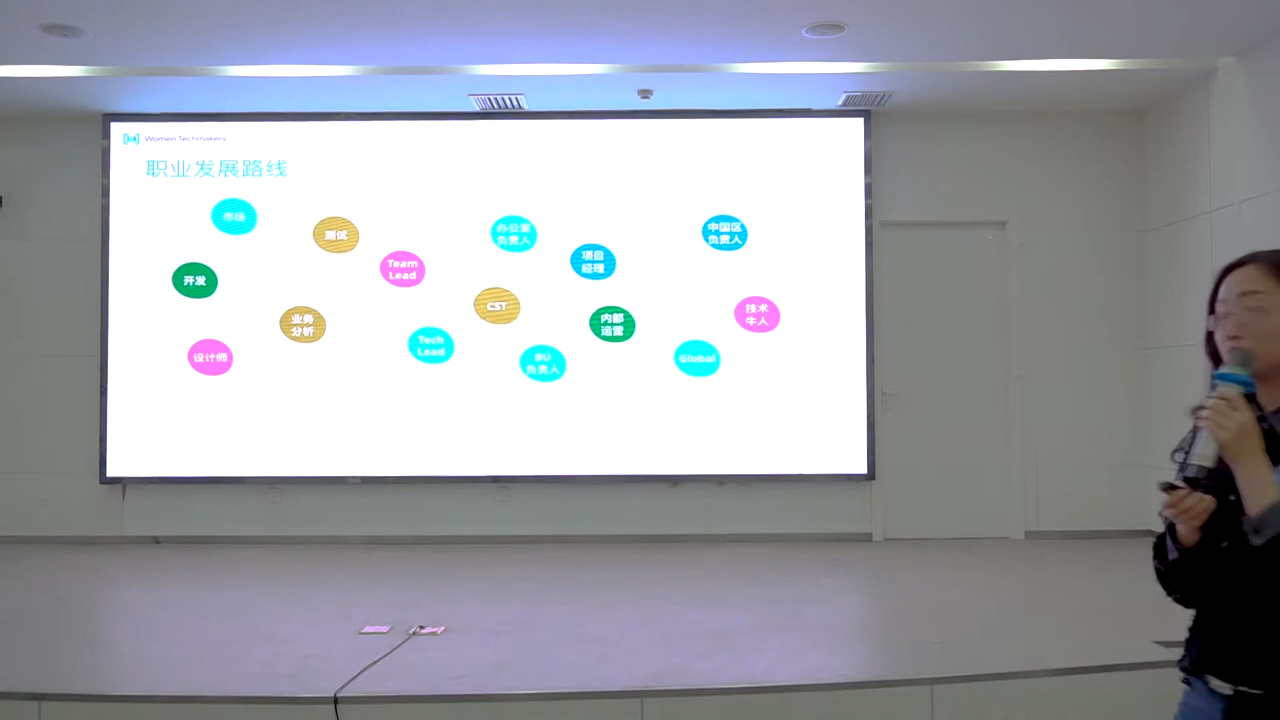 Women Techmakers
职业发展路线
市场
测试
办公室
负责人
中国区
负责人
项目
经理
Team
Lead
开发
CST
业务
分析
内部
运营
技术
牛人
Tech
Lead
设计师
BU
负责人
Global